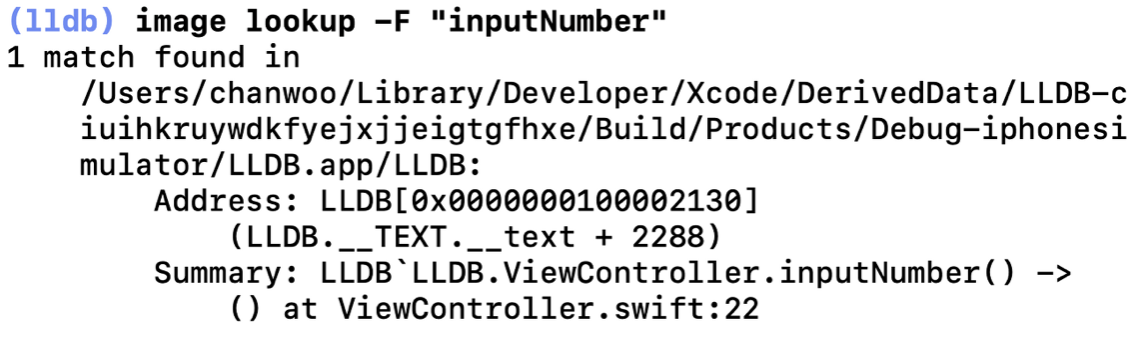 (lldb) image lookup -F "inputNumber"
1 match found in
/Users/chanwoo/Library/Developer/Xcode/DerivedData/LLDB-c
iuihkruywdkfyejxjjeigtgfhxe/Build/Products/Debug-iphonesi
mulator/LLDB.app/LLDB:
Address: LLDB[0x0000000100002130]
(LLDB.__TEXT.__text + 2288)
Summary: LLDB`LLDB.ViewController.inputNumber() ->
() at ViewController.swift:22